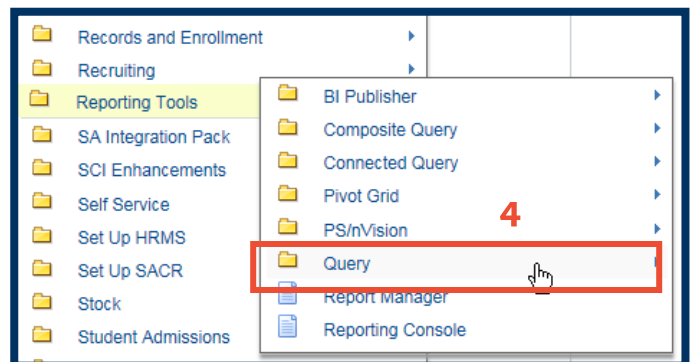 Records and Enrollment
Recruiting
Reporting Tools
SA Integration Pack
SCI Enhancements
Self Service
Set Up HRMS
Set Up SACR
Stock
Student Admissions
BI Publisher
Composite Query
Connected Query
Pivot Grid
PS/nVision
4
Query
Report Manager
Reporting Console